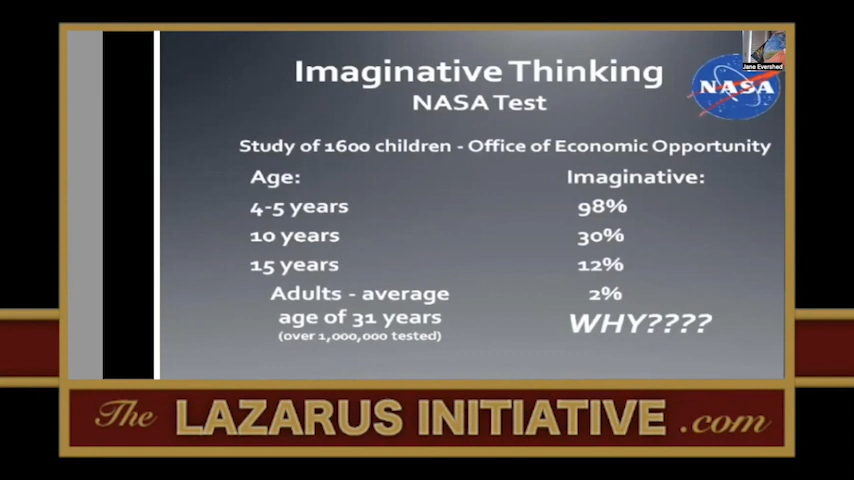 Jane Evershed
Imaginative Thinking
NASA
NASA Test
Study of 1600 children - Office of Economic Opportunity
Age: Imaginative:
4-5 years 98%
10 years 30%
15 years 12%
Adults - average 2%
age of 31 years WHY????
(over 1,000,000 tested)
The LAZARUS INITIATIVE .com